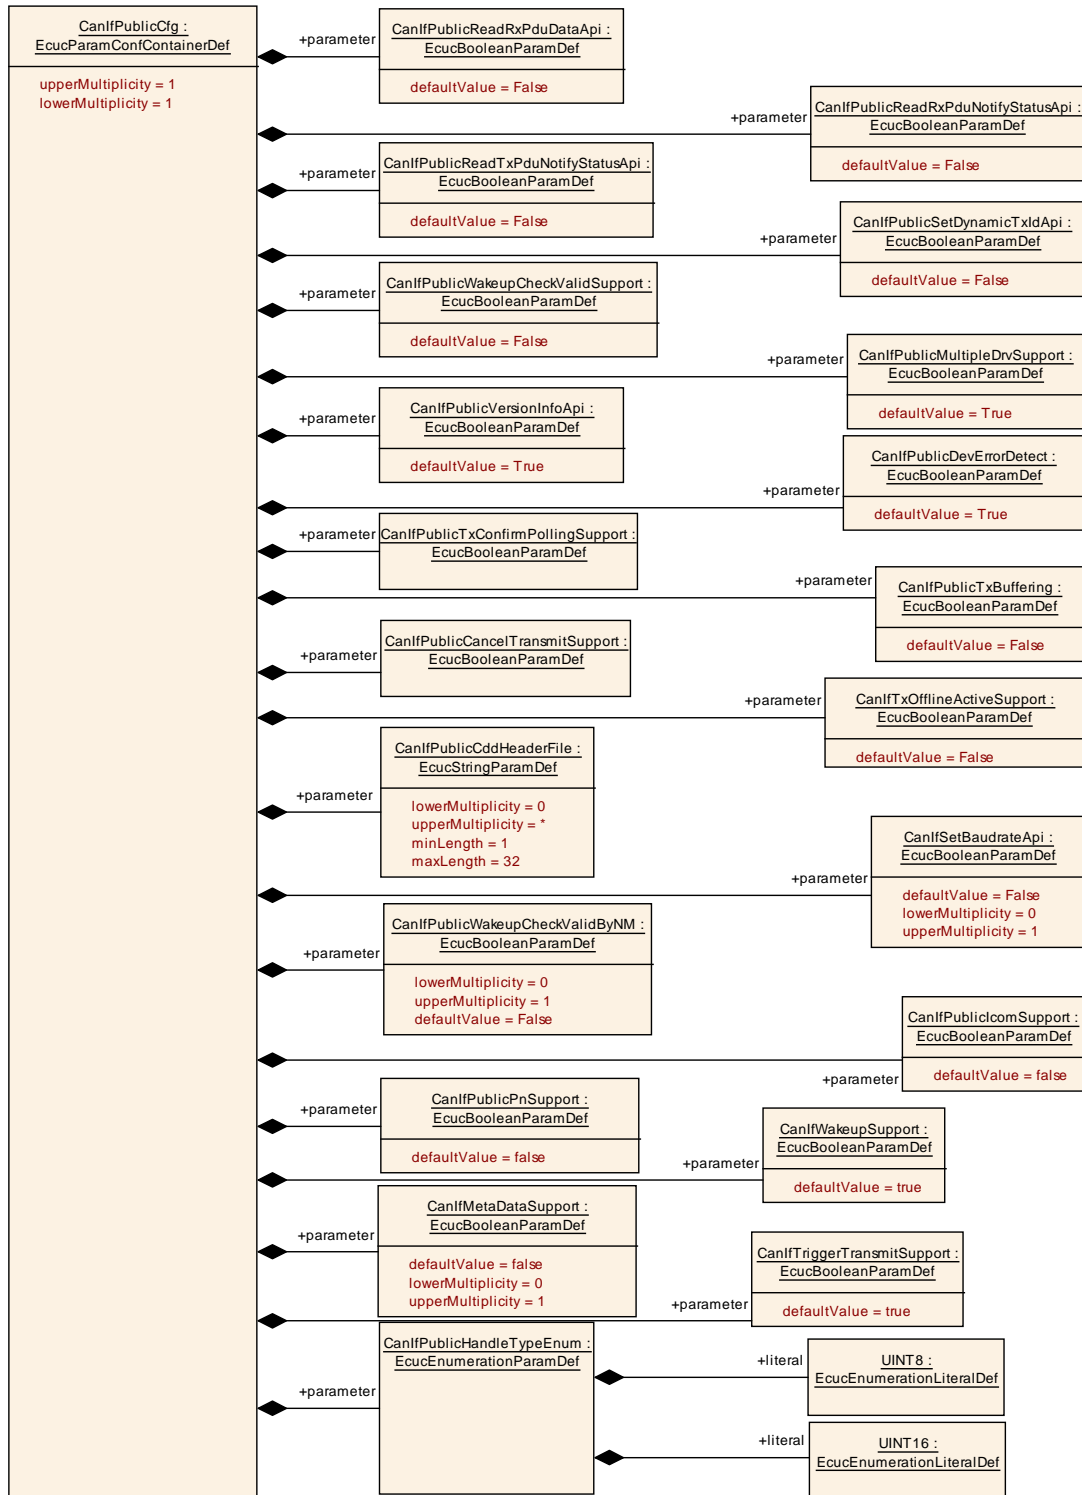 CanIfPublicCfg :
EcucParamConfContainerDef
upperMultiplicity = 1
lowerMultiplicity = 1
+parameter
CanIfPublicReadRxPduDataApi :
EcucBooleanParamDef
defaultValue = False
+parameter
CanIfPublicReadRxPduNotifyStatusApi :
EcucBooleanParamDef
defaultValue = False
+parameter
CanIfPublicReadTxPduNotifyStatusApi :
EcucBooleanParamDef
defaultValue = False
+parameter
CanIfPublicSetDynamicTxIdApi :
EcucBooleanParamDef
defaultValue = False
+parameter
CanIfPublicWakeupCheckValidSupport :
EcucBooleanParamDef
defaultValue = False
+parameter
CanIfPublicMultipleDrvSupport :
EcucBooleanParamDef
defaultValue = True
+parameter
CanIfPublicVersionInfoApi :
EcucBooleanParamDef
defaultValue = True
+parameter
CanIfPublicDevErrorDetect :
EcucBooleanParamDef
defaultValue = True
+parameter
CanIfPublicTxConfirmPollingSupport :
EcucBooleanParamDef
+parameter
CanIfPublicTxBuffering :
EcucBooleanParamDef
defaultValue = False
+parameter
CanIfPublicCancelTransmitSupport :
EcucBooleanParamDef
+parameter
CanIfTxOfflineActiveSupport :
EcucBooleanParamDef
defaultValue = False
+parameter
CanIfPublicCddHeaderFile :
EcucStringParamDef
lowerMultiplicity = 0
upperMultiplicity = *
minLength = 1
maxLength = 32
+parameter
CanIfSetBaudrateApi :
EcucBooleanParamDef
defaultValue = False
lowerMultiplicity = 0
upperMultiplicity = 1
+parameter
CanIfPublicWakeupCheckValidByNM :
EcucBooleanParamDef
lowerMultiplicity = 0
upperMultiplicity = 1
defaultValue = False
+parameter
CanIfPublicIcomSupport :
EcucBooleanParamDef
defaultValue = false
+parameter
CanIfPublicPnSupport :
EcucBooleanParamDef
defaultValue = false
+parameter
CanIfWakeupSupport :
EcucBooleanParamDef
defaultValue = true
+parameter
CanIfMetaDataSupport :
EcucBooleanParamDef
defaultValue = false
lowerMultiplicity = 0
upperMultiplicity = 1
+parameter
CanIfTriggerTransmitSupport :
EcucBooleanParamDef
defaultValue = true
+parameter
CanIfPublicHandleTypeEnum :
EcucEnumerationParamDef
+literal
UINT8 :
EcucEnumerationLiteralDef
+literal
UINT16 :
EcucEnumerationLiteralDef